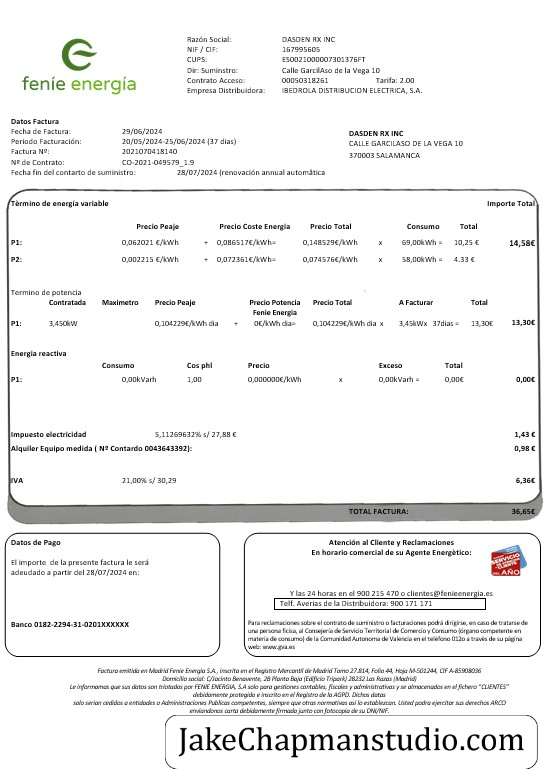 fenie energía
Razón Social: DASDEN RX INC
NIF / CIF: 167995605
CUPS: ES0021000007301376FT
Dir: Suminstro: Calle GarcilAso de la Vega 10
Contrato Acceso: 00050318261 Tarifa: 2.00
Empresa Distribuidora: IBEDROLA DISTRIBUCION ELECTRICA, S.A.
Datos Factura
Fecha de Factura: 29/06/2024
Periodo Facturación: 20/05/2024-25/06/2024 (37 dias)
Factura Nº: 2021070418140
Nº de Contrato: CO-2021-049579_1.9
Fecha fin del contarto de suministro: 28/07/2024 (renovación annual automática
DASDEN RX INC
CALLE GARCILASO DE LA VEGA 10
370003 SALAMANCA
Tèrmino de energía variable Importe Total
Precio Peaje Precio Coste Energía Precio Total Consumo Total
P1: 0,062021 €/kWh + 0,086517€/kWh= 0,148529€/kWh x 69,00kWh = 10,25 € 14,58€
P2: 0,002215 €/kWh + 0,072361€/kWh= 0,074576€/kWh x 58,00kWh = 4.33 €
Termino de potencia
Contratada Maximetro Precio Peaje Precio Potencia Precio Total A Facturar Total
Fenie Energia
P1: 3,450kW 0,104229€/kWh dia + 0€/kWh dia= 0,104229€/kWh dia x 3,45kWx 37dias = 13,30€ 13,30€
Energía reactiva
Consumo Cos phl Precio Exceso Total
P1: 0,00kVarh 1,00 0,000000€/kWh x 0,00kVarh = 0,00€ 0,00€
Impuesto electricidad 5,11269632% s/ 27,88 € 1,43 €
Alquiler Equipo medida ( Nº Contardo 0043643392): 0,98 €
IVA 21,00% s/ 30,29 6,36€
TOTAL FACTURA: 36,65€
Datos de Pago
El importe de la presente factura le será
adeudado a partir del 28/07/2024 en:
Banco 0182-2294-31-0201XXXXXX
Atención al Cliente y Reclamaciones
En horario comercial de su Agente Energètico:
SERVICIO
CLIENTE
DEL AÑO
Y las 24 horas en el 900 215 470 o clientes@fenieenergia.es
Telf. Averias de la Distribuidora: 900 171 171
Para reclamaciones sobre el contrato de suministro o facturaciones podrá dirigirse, en caso de tratarse
de una persona ficisa, al Consejería de Servicio Territorial de Comercio y Consumo (órgano competente en
materia de consumo) de la Comunidad Autonoma de Valencia en el teléfono 012o a través de su página
web: www.gva.es
Factura emitida en Madrid Fenie Energia S.A., inscrita en el Registro Mercantil de Madrid Tomo 27.814, Folio 44, Hoja M-501244, CIF A-85908036
Domicilio social: C/Jacinto Benavente, 2B Planta Baja (Edificio Tripark) 28232 Las Rozas (Madrid)
Le informamos que sus datos son tratados por FENIE ENERGIA, S.A solo para gestiones contables, fiscales y administrativas y se almacenados en el fichero "CLIENTES"
debidamente protegido e inscrito en el Registro de la AGPD. Dichos datos
solo serían cedidos a entidades o Administraciones Publicas competentes, siempre que otras normativas así lo establezcan. Usted podra ejercitar sus derechos ARCO
enviandonos carta debidamente firmada junto con fotocopia de su DNI/NIF.
JakeChapmanstudio.com